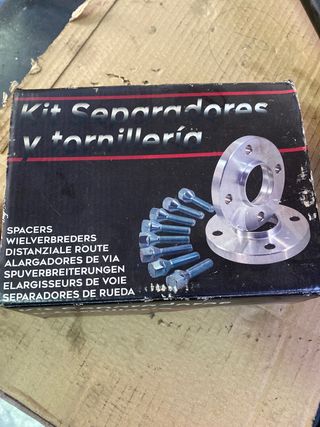 Kit Separadores
y tornillería
SPACERS
WIELVERBREDERS
DISTANZIALE ROUTE
ALARGADORES DE VIA
SPUVERBREITERUNGEN
ELARGISSEURS DE VOIE
SEPARADORES DE RUEDA